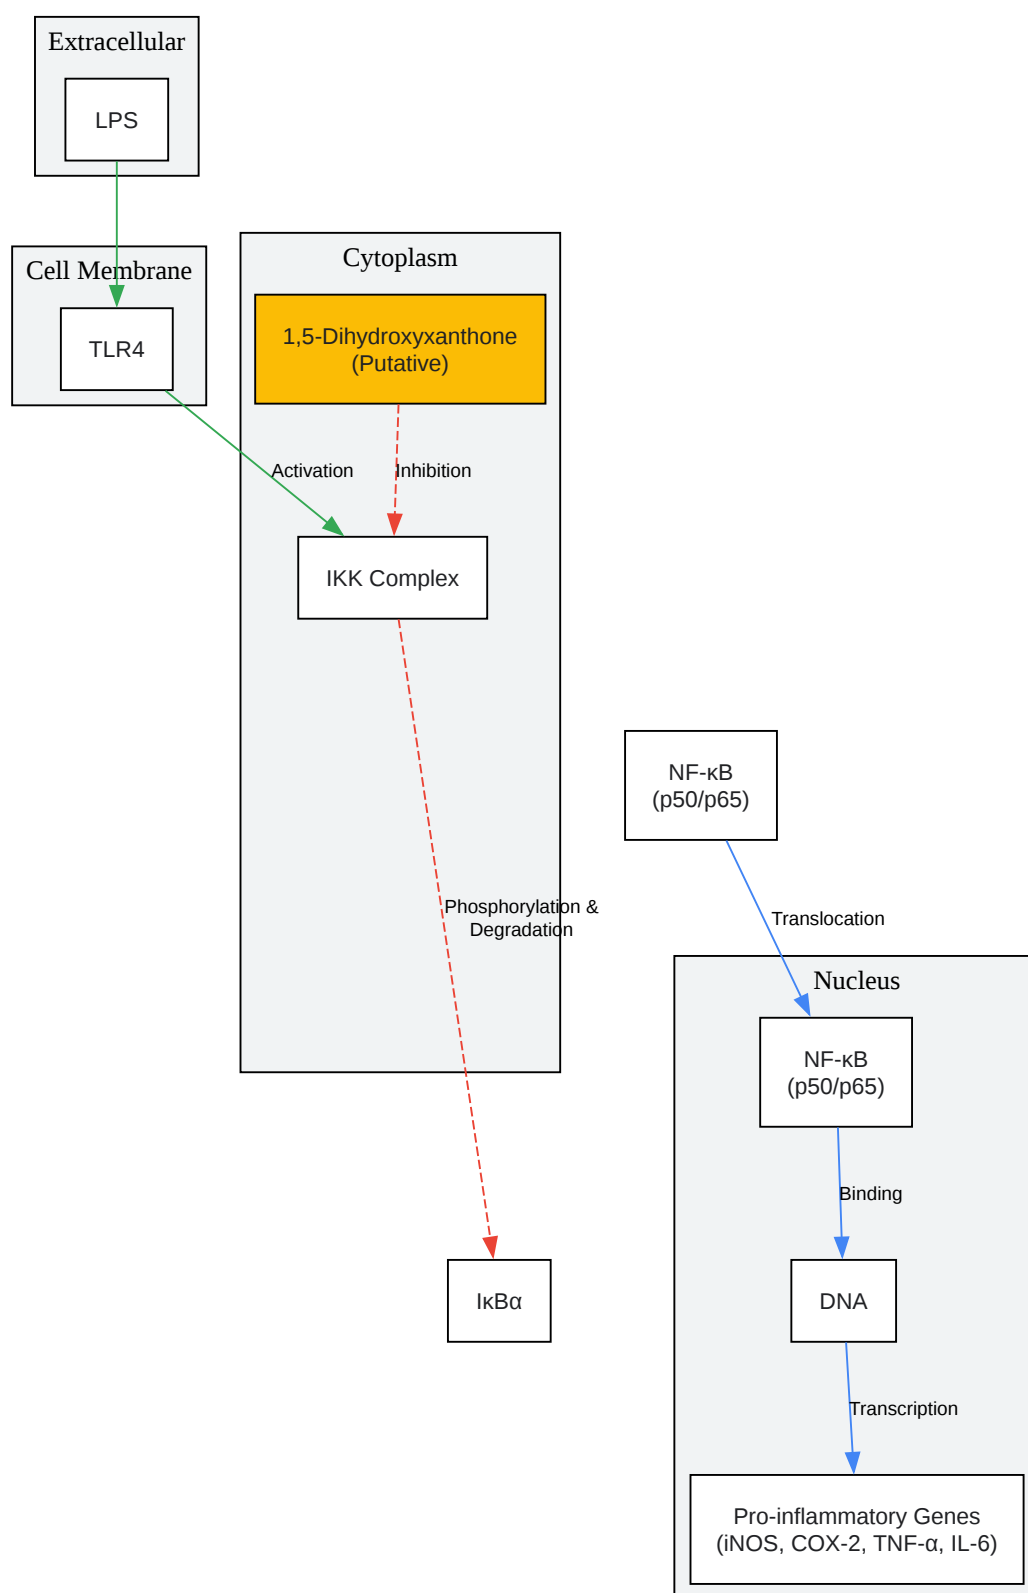 Extracellular
LPS
Cell Membrane
TLR4
Cytoplasm
1,5-Dihydroxyxanthone
(Putative)
Activation
Inhibition
IKK Complex
NF-κB
(p50/p65)
Phosphorylation &
Degradation
Translocation
Nucleus
NF-κB
(p50/p65)
Binding
IκBα
DNA
Transcription
Pro-inflammatory Genes
(iNOS, COX-2, TNF-α, IL-6)